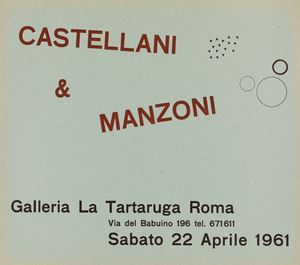 CASTELLANI
&
MANZONI
Galleria La Tartaruga Roma
Via del Babuino 196 tel. 671611
Sabato 22 Aprile 1961